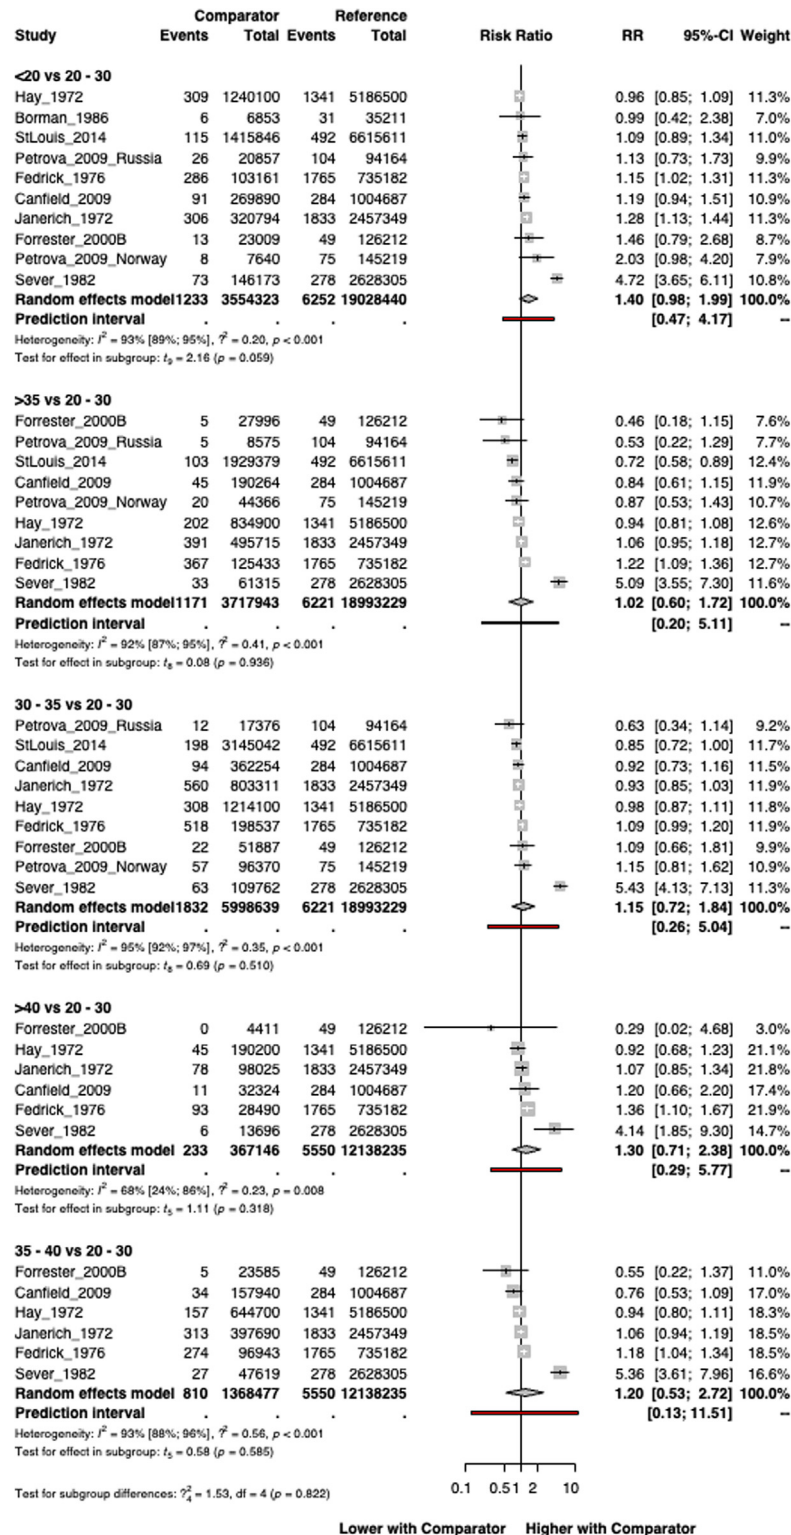 Comparator Reference
Study Events Total Events Total Risk Ratio RR 95%-CI Weight
<20 vs 20 - 30
Hay_1972 309 1240100 1341 5186500 0.96 [0.85; 1.09] 11.3%
Borman_1986 6 6853 31 35211 0.99 [0.42; 2.38] 7.0%
StLouis_2014 115 1415846 492 6615611 1.09 [0.89; 1.34] 11.0%
Petrova_2009_Russia 26 20857 104 94164 1.13 [0.73; 1.73] 9.9%
Fedrick_1976 286 103161 1765 735182 1.15 [1.02; 1.31] 11.3%
Canfield_2009 91 269890 284 1004687 1.19 [0.94; 1.51] 10.9%
Janerich_1972 306 320794 1833 2457349 1.28 [1.13; 1.44] 11.3%
Forrester_2000B 13 23009 49 126212 1.46 [0.79; 2.68] 8.7%
Petrova_2009_Norway 8 7640 75 145219 2.03 [0.98; 4.20] 7.9%
Sever_1982 73 146173 278 2628305 4.72 [3.65; 6.11] 10.8%
Random effects model 1233 3554323 6252 19028440 1.40 [0.98; 1.99] 100.0%
Prediction interval . . . . [0.47; 4.17] --
Heterogeneity: I² = 93% [89%; 95%], ?² = 0.20, p < 0.001
Test for effect in subgroup: t₉ = 2.16 (p = 0.059)
>35 vs 20 - 30
Forrester_2000B 5 27996 49 126212 0.46 [0.18; 1.15] 7.6%
Petrova_2009_Russia 5 8575 104 94164 0.53 [0.22; 1.29] 7.7%
StLouis_2014 103 1929379 492 6615611 0.72 [0.58; 0.89] 12.4%
Canfield_2009 45 190264 284 1004687 0.84 [0.61; 1.15] 11.9%
Petrova_2009_Norway 20 44366 75 145219 0.87 [0.53; 1.43] 10.7%
Hay_1972 202 834900 1341 5186500 0.94 [0.81; 1.08] 12.6%
Janerich_1972 391 495715 1833 2457349 1.06 [0.95; 1.18] 12.7%
Fedrick_1976 367 125433 1765 735182 1.22 [1.09; 1.36] 12.7%
Sever_1982 33 61315 278 2628305 5.09 [3.55; 7.30] 11.6%
Random effects model 1171 3717943 6221 18993229 1.02 [0.60; 1.72] 100.0%
Prediction interval . . . . [0.20; 5.11] --
Heterogeneity: I² = 92% [87%; 95%], ?² = 0.41, p < 0.001
Test for effect in subgroup: t₈ = 0.08 (p = 0.936)
30 - 35 vs 20 - 30
Petrova_2009_Russia 12 17376 104 94164 0.63 [0.34; 1.14] 9.2%
StLouis_2014 198 3145042 492 6615611 0.85 [0.72; 1.00] 11.7%
Canfield_2009 94 362254 284 1004687 0.92 [0.73; 1.16] 11.5%
Janerich_1972 560 803311 1833 2457349 0.93 [0.85; 1.03] 11.9%
Hay_1972 308 1214100 1341 5186500 0.98 [0.87; 1.11] 11.8%
Fedrick_1976 518 198537 1765 735182 1.09 [0.99; 1.20] 11.9%
Forrester_2000B 22 51887 49 126212 1.09 [0.66; 1.81] 9.9%
Petrova_2009_Norway 57 96370 75 145219 1.15 [0.81; 1.62] 10.9%
Sever_1982 63 109762 278 2628305 5.43 [4.13; 7.13] 11.3%
Random effects model 1832 5998639 6221 18993229 1.15 [0.72; 1.84] 100.0%
Prediction interval . . . . [0.26; 5.04] --
Heterogeneity: I² = 95% [92%; 97%], ?² = 0.35, p < 0.001
Test for effect in subgroup: t₈ = 0.69 (p = 0.510)
>40 vs 20 - 30
Forrester_2000B 0 4411 49 126212 0.29 [0.02; 4.68] 3.0%
Hay_1972 45 190200 1341 5186500 0.92 [0.68; 1.23] 21.1%
Janerich_1972 78 98025 1833 2457349 1.07 [0.85; 1.34] 21.8%
Canfield_2009 11 32324 284 1004687 1.20 [0.66; 2.20] 17.4%
Fedrick_1976 93 28490 1765 735182 1.36 [1.10; 1.67] 21.9%
Sever_1982 6 13696 278 2628305 4.14 [1.85; 9.30] 14.7%
Random effects model 233 367146 5550 12138235 1.30 [0.71; 2.38] 100.0%
Prediction interval . . . . [0.29; 5.77] --
Heterogeneity: I² = 68% [24%; 86%], ?² = 0.23, p = 0.008
Test for effect in subgroup: t₅ = 1.11 (p = 0.318)
35 - 40 vs 20 - 30
Forrester_2000B 5 23585 49 126212 0.55 [0.22; 1.37] 11.0%
Canfield_2009 34 157940 284 1004687 0.76 [0.53; 1.09] 17.0%
Hay_1972 157 644700 1341 5186500 0.94 [0.80; 1.11] 18.3%
Janerich_1972 313 397690 1833 2457349 1.06 [0.94; 1.19] 18.5%
Fedrick_1976 274 96943 1765 735182 1.18 [1.04; 1.34] 18.5%
Sever_1982 27 47619 278 2628305 5.36 [3.61; 7.96] 16.6%
Random effects model 810 1368477 5550 12138235 1.20 [0.53; 2.72] 100.0%
Prediction interval . . . . [0.13; 11.51] --
Heterogeneity: I² = 93% [88%; 96%], ?² = 0.56, p < 0.001
Test for effect in subgroup: t₅ = 0.58 (p = 0.585)
0.1 0.5 1 2 10
Test for subgroup differences: ?²₄ = 1.53, df = 4 (p = 0.822)
Lower with Comparator Higher with Comparator